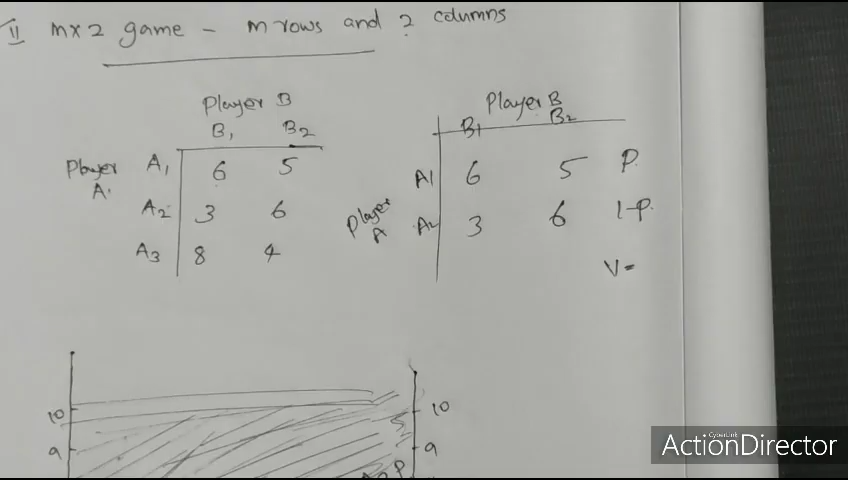 II mx2 game - m rows and 2 columns
Player B
B1 B2
Player A.
A1 6 5
A2 3 6
A3 8 4
Player B
B1 B2
Player A
A1 6 5 P.
A2 3 6 1-P.
V=
10
9
10
9
P
CyberLink
ActionDirector